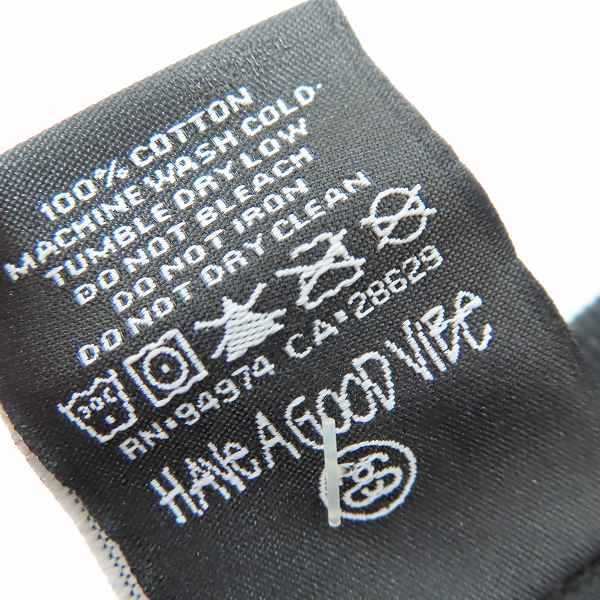 100% COTTON
MACHINE WASH COLD.
TUMBLE DRY LOW
DO NOT BLEACH
DO NOT IRON
DO NOT DRY CLEAN
30C
RN•94974 CA•28629
HAVE A GOOD VIBE